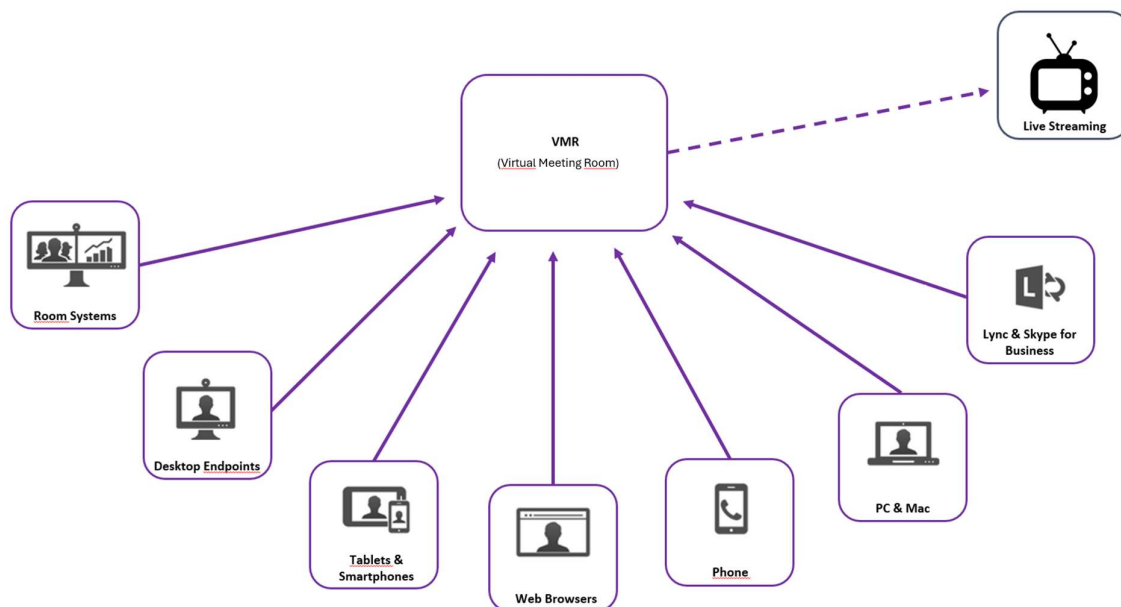 Live Streaming
VMR
(Virtual Meeting Room)
Room Systems
Lync & Skype for
Business
Desktop Endpoints
PC & Mac
Tablets &
Smartphones
Phone
Web Browsers
L